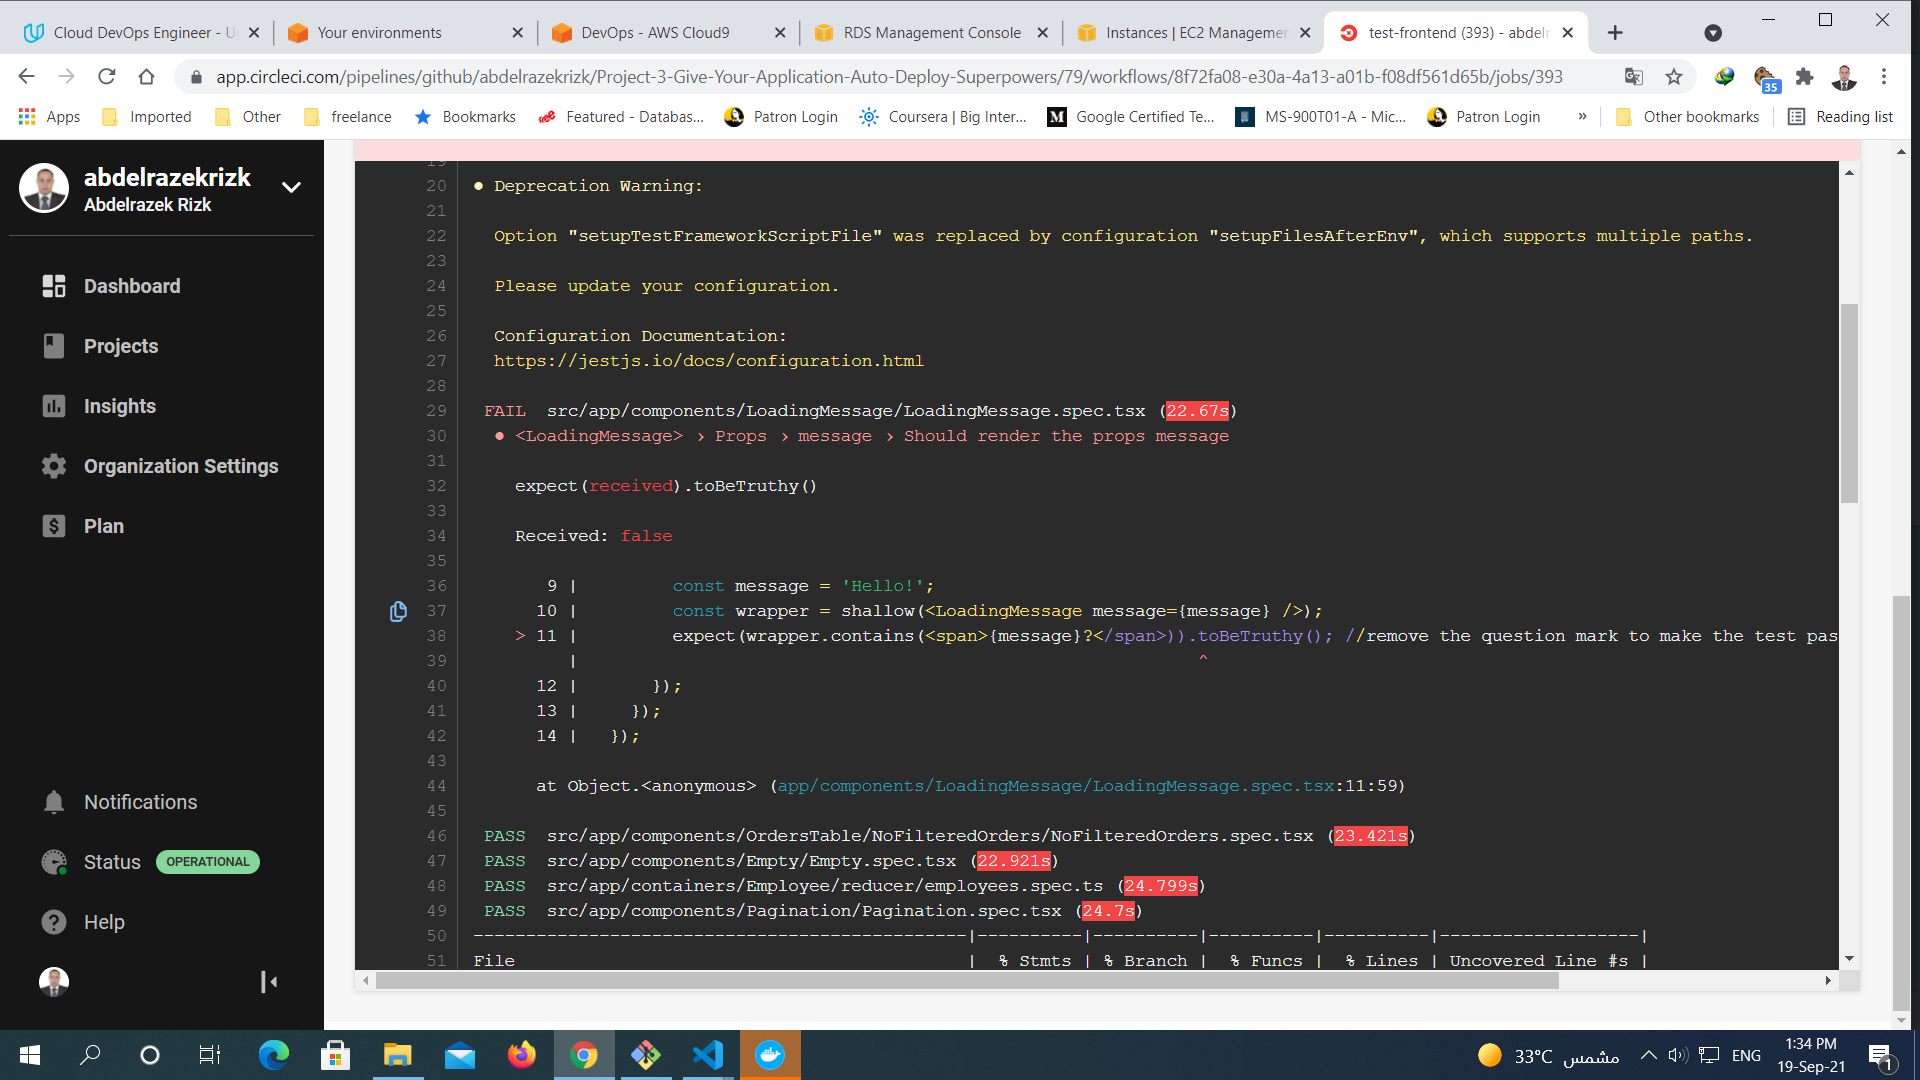 Cloud DevOps Engineer - U
Your environments
DevOps - AWS Cloud9
RDS Management Console
Instances | EC2 Managemen
test-frontend (393) - abdelr
app.circleci.com/pipelines/github/abdelrazekrizk/Project-3-Give-Your-Application-Auto-Deploy-Superpowers/79/workflows/8f72fa08-e30a-4a13-a01b-f08df561d65b/jobs/393
35
Apps
Imported
Other
freelance
Bookmarks
Featured - Databas...
Patron Login
Coursera | Big Inter...
Google Certified Te...
MS-900T01-A - Mic...
Patron Login
»
Other bookmarks
Reading list
abdelrazekrizk
Abdelrazek Rizk
Dashboard
Projects
Insights
Organization Settings
Plan
Notifications
Status OPERATIONAL
Help
19
20 ● Deprecation Warning:
21
22 Option "setupTestFrameworkScriptFile" was replaced by configuration "setupFilesAfterEnv", which supports multiple paths.
23
24 Please update your configuration.
25
26 Configuration Documentation:
27 https://jestjs.io/docs/configuration.html
28
29 FAIL src/app/components/LoadingMessage/LoadingMessage.spec.tsx (22.67s)
30 ● <LoadingMessage> › Props › message › Should render the props message
31
32 expect(received).toBeTruthy()
33
34 Received: false
35
36 9 | const message = 'Hello!';
37 10 | const wrapper = shallow(<LoadingMessage message={message} />);
38 > 11 | expect(wrapper.contains(<span>{message}?</span>)).toBeTruthy(); //remove the question mark to make the test pas
39 | ^
40 12 | });
41 13 | });
42 14 | });
43
44 at Object.<anonymous> (app/components/LoadingMessage/LoadingMessage.spec.tsx:11:59)
45
46 PASS src/app/components/OrdersTable/NoFilteredOrders/NoFilteredOrders.spec.tsx (23.421s)
47 PASS src/app/components/Empty/Empty.spec.tsx (22.921s)
48 PASS src/app/containers/Employee/reducer/employees.spec.ts (24.799s)
49 PASS src/app/components/Pagination/Pagination.spec.tsx (24.7s)
50 -----------------------------------------------|----------|----------|----------|----------|-------------------|
51 File | % Stmts | % Branch | % Funcs | % Lines | Uncovered Line #s |
33°C مشمس
ENG
1:34 PM
19-Sep-21
1